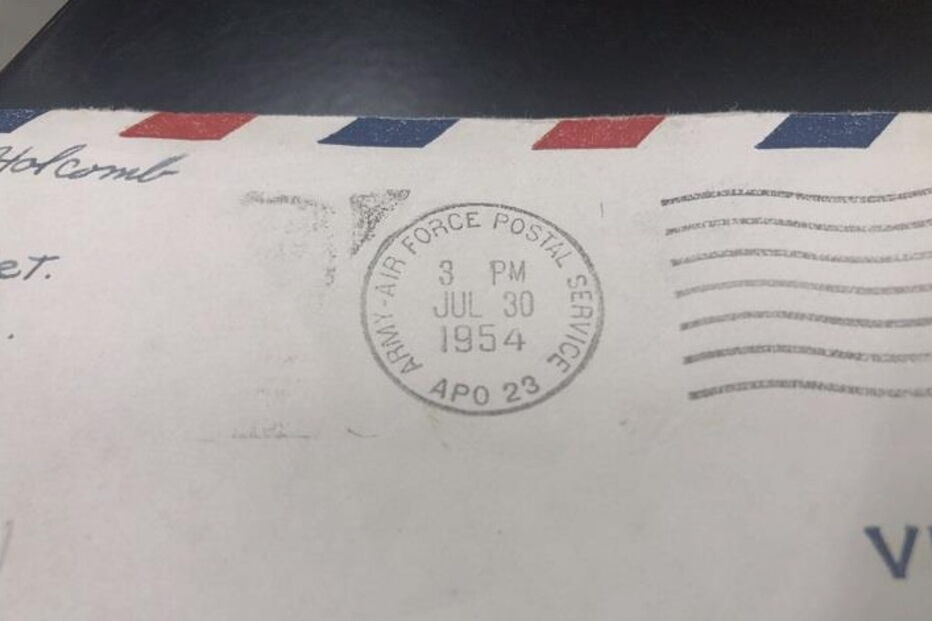 Holcomb
ARMY-AIR FORCE POSTAL SERVICE
3 PM
JUL 30
1954
APO 23
et.
V